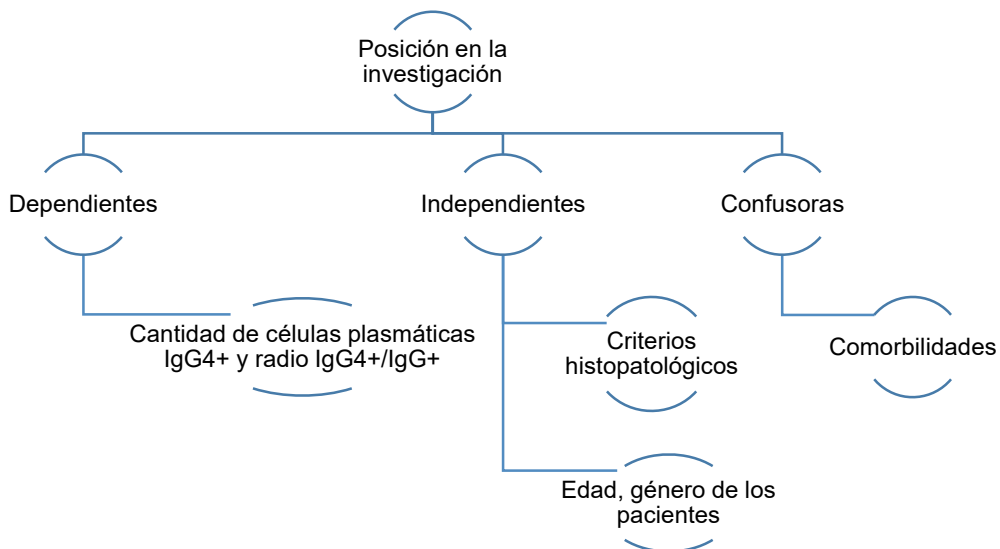 Posición en la
investigación
Dependientes
Independientes
Confusoras
Cantidad de células plasmáticas
IgG4+ y radio IgG4+/IgG+
Criterios
histopatológicos
Comorbilidades
Edad, género de los
pacientes